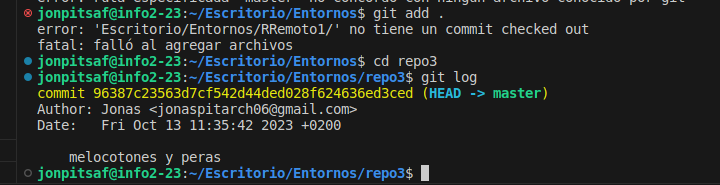 jonpitsaf@info2-23:~/Escritorio/Entornos$ git add .
error: 'Escritorio/Entornos/RRemoto1/' no tiene un commit checked out
fatal: falló al agregar archivos
jonpitsaf@info2-23:~/Escritorio/Entornos$ cd repo3
jonpitsaf@info2-23:~/Escritorio/Entornos/repo3$ git log
commit 96387c23563d7cf542d44ded028f624636ed3ced (HEAD -> master)
Author: Jonas <jonaspitarch06@gmail.com>
Date:   Fri Oct 13 11:35:42 2023 +0200
    melocotones y peras
jonpitsaf@info2-23:~/Escritorio/Entornos/repo3$